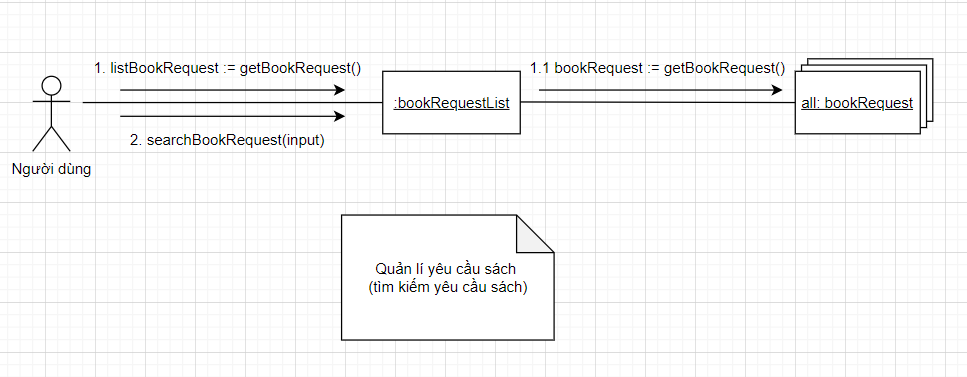 1. listBookRequest := getBookRequest()
1.1 bookRequest := getBookRequest()
:bookRequestList
all: bookRequest
2. searchBookRequest(input)
Người dùng
Quản lí yêu cầu sách
(tìm kiếm yêu cầu sách)